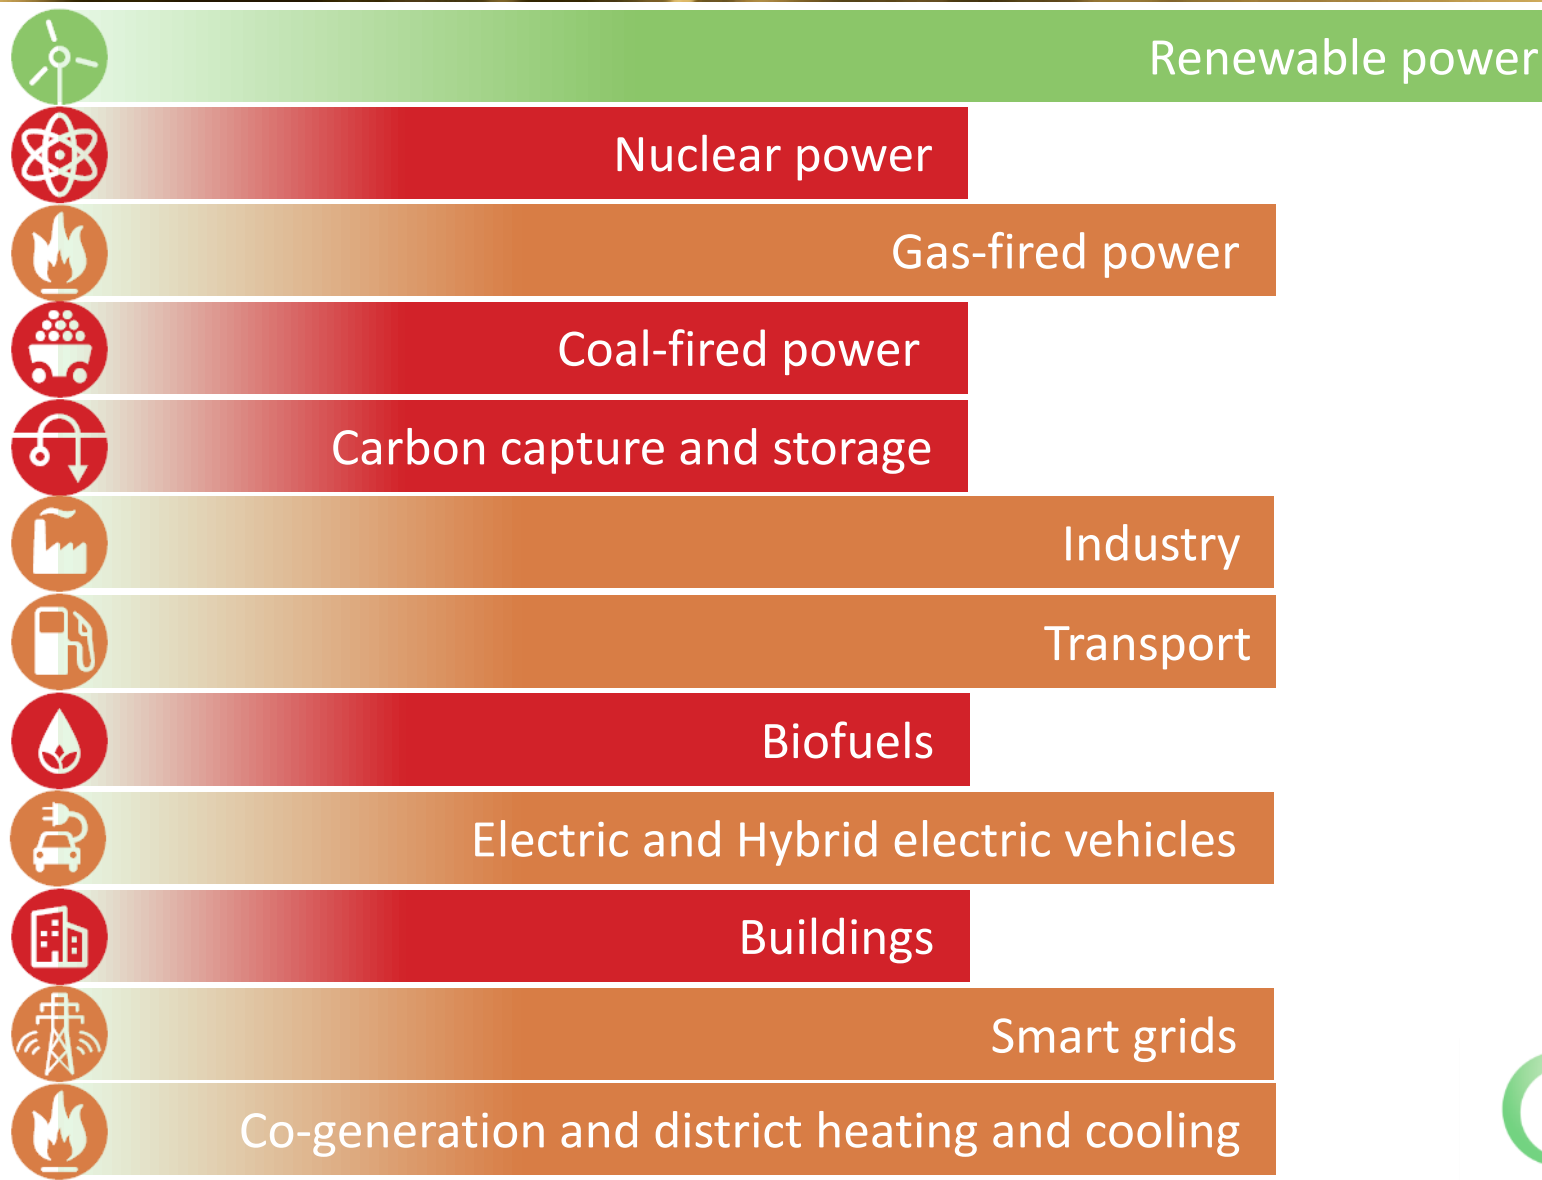 Renewable power
Nuclear power
Gas-fired power
Coal-fired power
Carbon capture and storage
Industry
Transport
Biofuels
Electric and Hybrid electric vehicles
Buildings
Smart grids
Co-generation and district heating and cooling